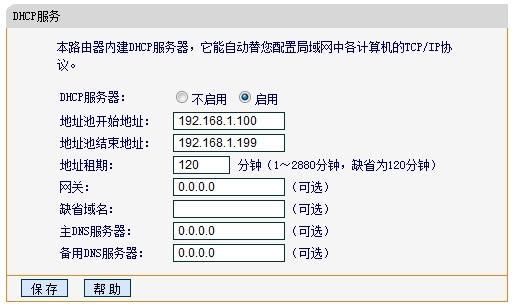 DHCP服务
本路由器内建DHCP服务器，它能自动替您配置局域网中各计算机的TCP/IP协
议。
DHCP服务器： 不启用 启用
地址池开始地址： 192.168.1.100
地址池结束地址： 192.168.1.199
地址租期： 120 分钟（1～2880分钟，缺省为120分钟）
网关： 0.0.0.0 （可选）
缺省域名： （可选）
主DNS服务器： 0.0.0.0 （可选）
备用DNS服务器： 0.0.0.0 （可选）
保存 帮助